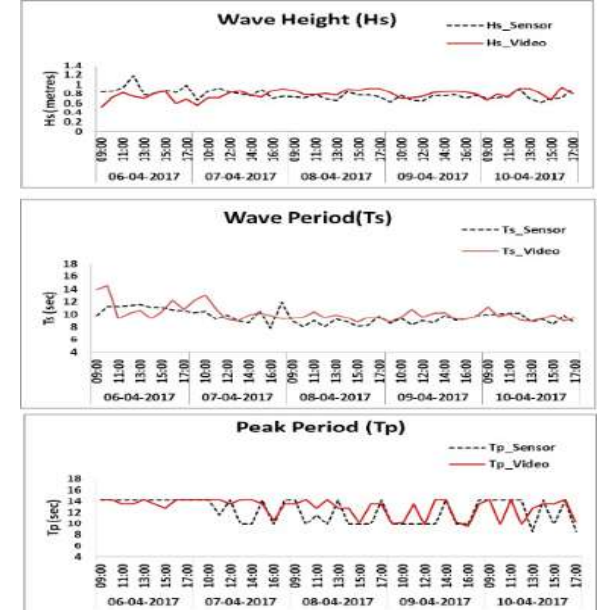 Wave Height (Hs)
Hs_Sensor
Hs_Video
Hs(metres)
1.4
1.2
1
0.8
0.6
0.4
0.2
0
09:00 11:00 13:00 15:00 17:00 10:00 12:00 14:00 16:00 09:00 11:00 13:00 15:00 17:00 10:00 12:00 14:00 16:00 09:00 11:00 13:00 15:00 17:00
06-04-2017 07-04-2017 08-04-2017 09-04-2017 10-04-2017
Wave Period(Ts)
Ts_Sensor
Ts_Video
Ts (sec)
18
16
14
12
10
8
6
4
09:00 11:00 13:00 15:00 17:00 10:00 12:00 14:00 16:00 09:00 11:00 13:00 15:00 17:00 10:00 12:00 14:00 16:00 09:00 11:00 13:00 15:00 17:00
06-04-2017 07-04-2017 08-04-2017 09-04-2017 10-04-2017
Peak Period (Tp)
Tp_Sensor
Tp_Video
Tp(sec)
18
16
14
12
10
8
6
4
09:00 11:00 13:00 15:00 17:00 10:00 12:00 14:00 16:00 09:00 11:00 13:00 15:00 17:00 10:00 12:00 14:00 16:00 09:00 11:00 13:00 15:00 17:00
06-04-2017 07-04-2017 08-04-2017 09-04-2017 10-04-2017